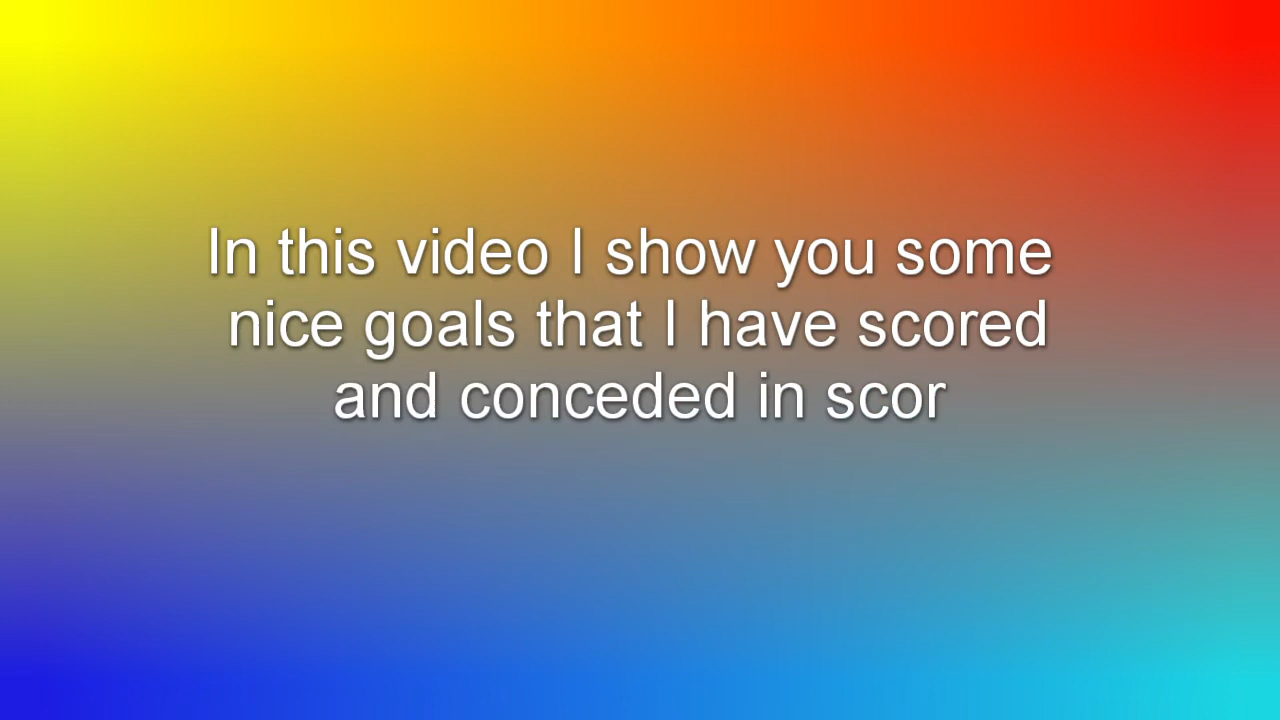 In this video I show you some
nice goals that I have scored
and conceded in scor